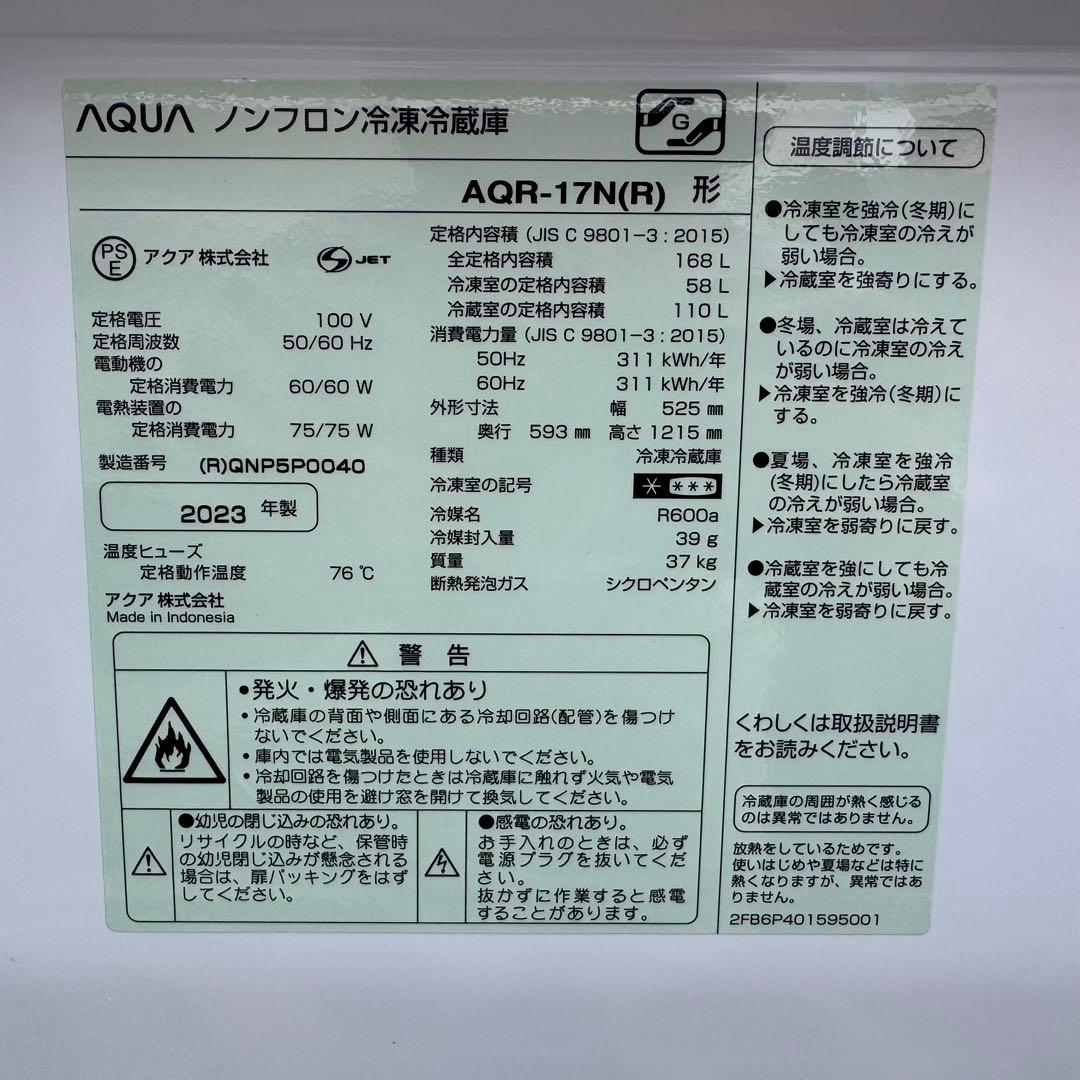 AQUA ノンフロン冷凍冷蔵庫
G
AQR-17N(R) 形
PS
E
アクア 株式会社
S JET
定格電圧 100 V
定格周波数 50/60 Hz
電動機の
定格消費電力 60/60 W
電熱装置の
定格消費電力 75/75 W
製造番号 (R)QNP5P0040
2023 年製
温度ヒューズ
定格動作温度 76 ℃
アクア 株式会社
Made in Indonesia
定格内容積 (JIS C 9801-3 : 2015)
全定格内容積 168 L
冷凍室の定格内容積 58 L
冷蔵室の定格内容積 110 L
消費電力量 (JIS C 9801-3 : 2015)
50Hz 311 kWh/年
60Hz 311 kWh/年
外形寸法 幅 525 ㎜
奥行 593 ㎜ 高さ 1215 ㎜
種類 冷凍冷蔵庫
冷凍室の記号 * ***
冷媒名 R600a
冷媒封入量 39 g
質量 37 kg
断熱発泡ガス シクロペンタン
⚠ 警 告
●発火・爆発の恐れあり
・冷蔵庫の背面や側面にある冷却回路(配管)を傷つけ
ないでください。
・庫内では電気製品を使用しないでください。
・冷却回路を傷つけたときは冷蔵庫に触れず火気や電気
製品の使用を避け窓を開けて換気してください。
●幼児の閉じ込みの恐れあり。
リサイクルの時など、保管時
の幼児閉じ込みが懸念される
場合は、扉パッキングをはず
してください。
●感電の恐れあり。
お手入れのときは、必ず
電源プラグを抜いてくだ
さい。
抜かずに作業すると感電
することがあります。
温度調節について
●冷凍室を強冷(冬期)に
しても冷凍室の冷えが
弱い場合。
▶冷蔵室を強寄りにする。
●冬場、冷蔵室は冷えて
いるのに冷凍室の冷え
が弱い場合。
▶冷凍室を強冷(冬期)に
する。
●夏場、冷凍室を強冷
(冬期)にしたら冷蔵室
の冷えが弱い場合。
▶冷凍室を弱寄りに戻す。
●冷蔵室を強にしても冷
蔵室の冷えが弱い場合。
▶冷凍室を弱寄りに戻す。
くわしくは取扱説明書
をお読みください。
冷蔵庫の周囲が熱く感じる
のは異常ではありません。
放熱をしているためです。
使いはじめや夏場などは特に
熱くなりますが、異常ではあ
りません。
2FB6P401595001